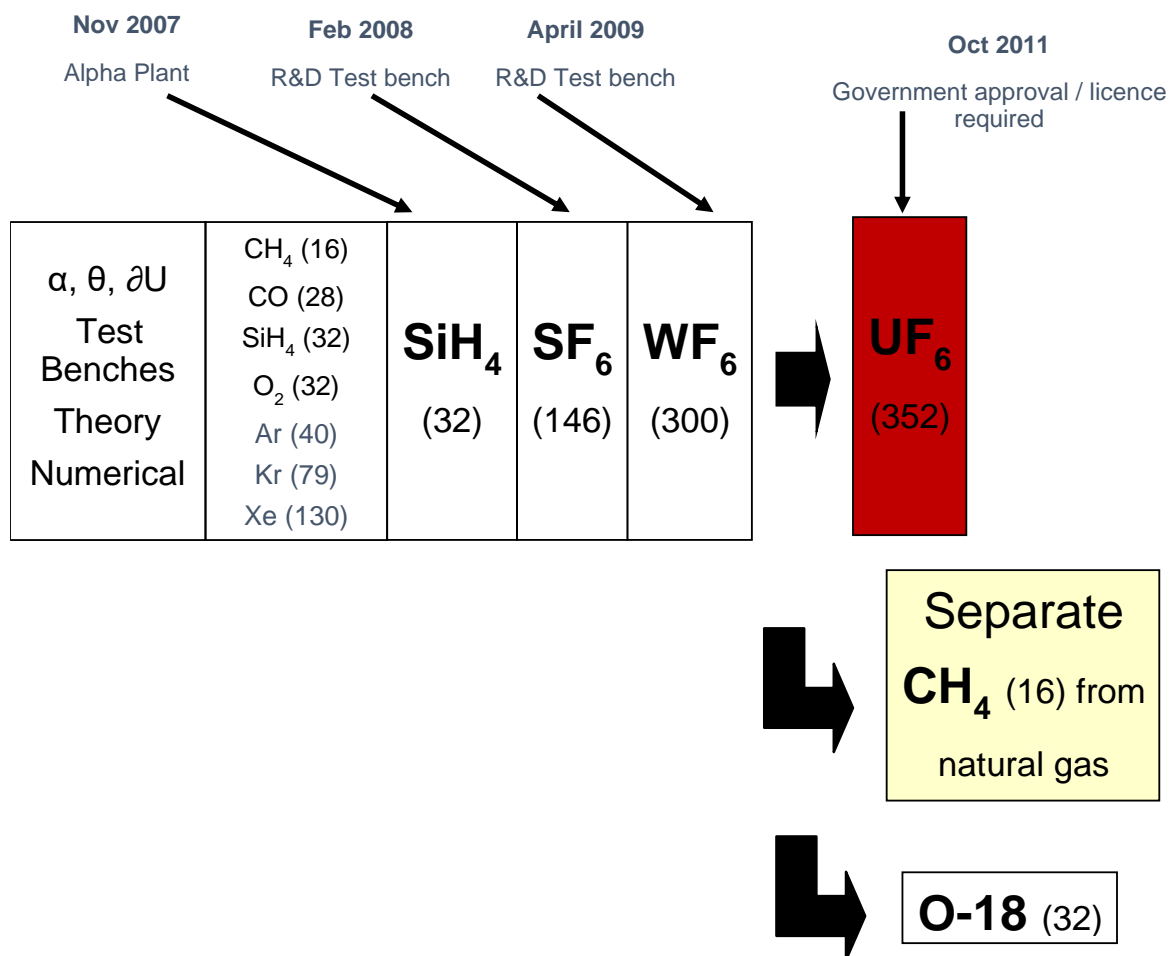 Nov 2007
Alpha Plant
Feb 2008
R&D Test bench
April 2009
R&D Test bench
Oct 2011
Government approval / licence
required
α, θ, ∂U
Test
Benches
Theory
Numerical
CH₄ (16)
CO (28)
SiH₄ (32)
O₂ (32)
Ar (40)
Kr (79)
Xe (130)
SiH₄
(32)
SF₆
(146)
WF₆
(300)
UF₆
(352)
Separate
CH₄ (16) from
natural gas
O-18 (32)